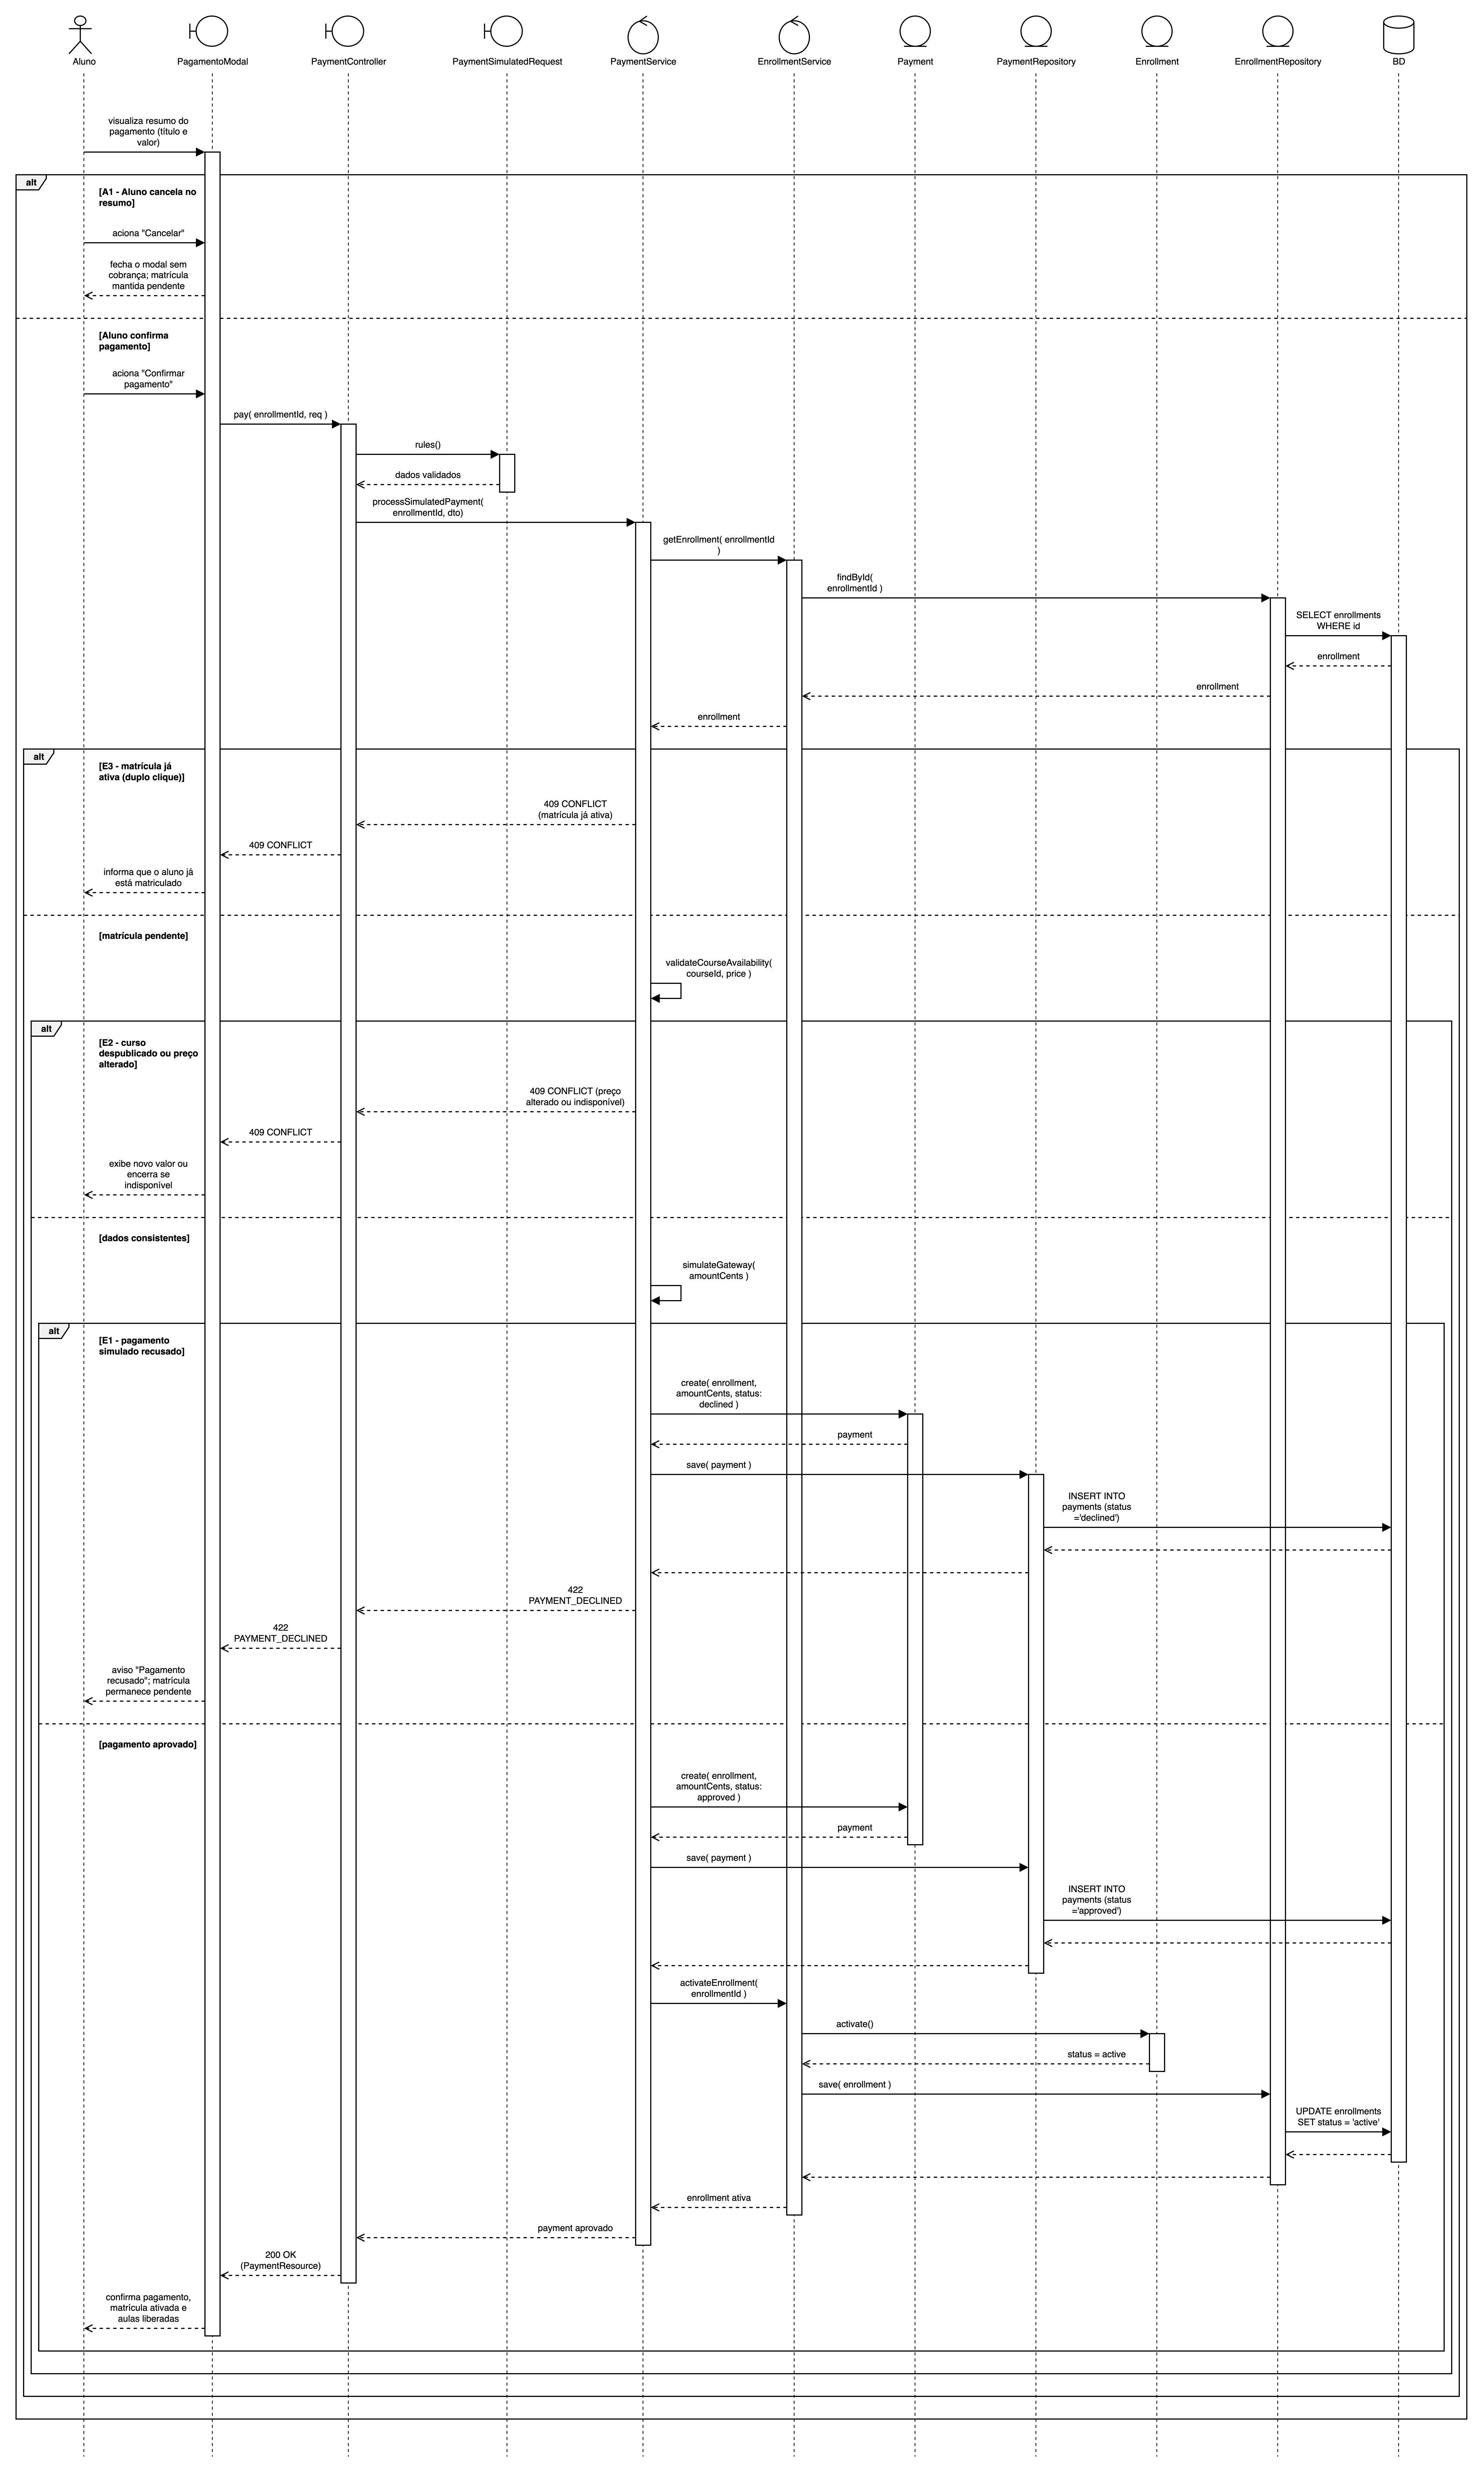 Aluno
PagamentoModal
PaymentController
PaymentSimulatedRequest
PaymentService
EnrollmentService
Payment
PaymentRepository
Enrollment
EnrollmentRepository
BD
visualiza resumo do
pagamento (título e
valor)
alt
[A1 - Aluno cancela no
resumo]
aciona "Cancelar"
fecha o modal sem
cobrança; matrícula
mantida pendente
[Aluno confirma
pagamento]
aciona "Confirmar
pagamento"
pay( enrollmentId, req )
rules()
dados validados
processSimulatedPayment(
enrollmentId, dto)
getEnrollment( enrollmentId
)
findById(
enrollmentId )
SELECT enrollments
WHERE id
enrollment
enrollment
enrollment
alt
[E3 - matrícula já
ativa (duplo clique)]
409 CONFLICT
(matrícula já ativa)
409 CONFLICT
informa que o aluno já
está matriculado
[matrícula pendente]
validateCourseAvailability(
courseId, price )
alt
[E2 - curso
despublicado ou preço
alterado]
409 CONFLICT (preço
alterado ou indisponível)
409 CONFLICT
exibe novo valor ou
encerra se
indisponível
[dados consistentes]
simulateGateway(
amountCents )
alt
[E1 - pagamento
simulado recusado]
create( enrollment,
amountCents, status:
declined )
payment
save( payment )
INSERT INTO
payments (status
='declined')
422
PAYMENT_DECLINED
422
PAYMENT_DECLINED
aviso "Pagamento
recusado"; matrícula
permanece pendente
[pagamento aprovado]
create( enrollment,
amountCents, status:
approved )
payment
save( payment )
INSERT INTO
payments (status
='approved')
activateEnrollment(
enrollmentId )
activate()
status = active
save( enrollment )
UPDATE enrollments
SET status = 'active'
enrollment ativa
payment aprovado
200 OK
(PaymentResource)
confirma pagamento,
matrícula ativada e
aulas liberadas